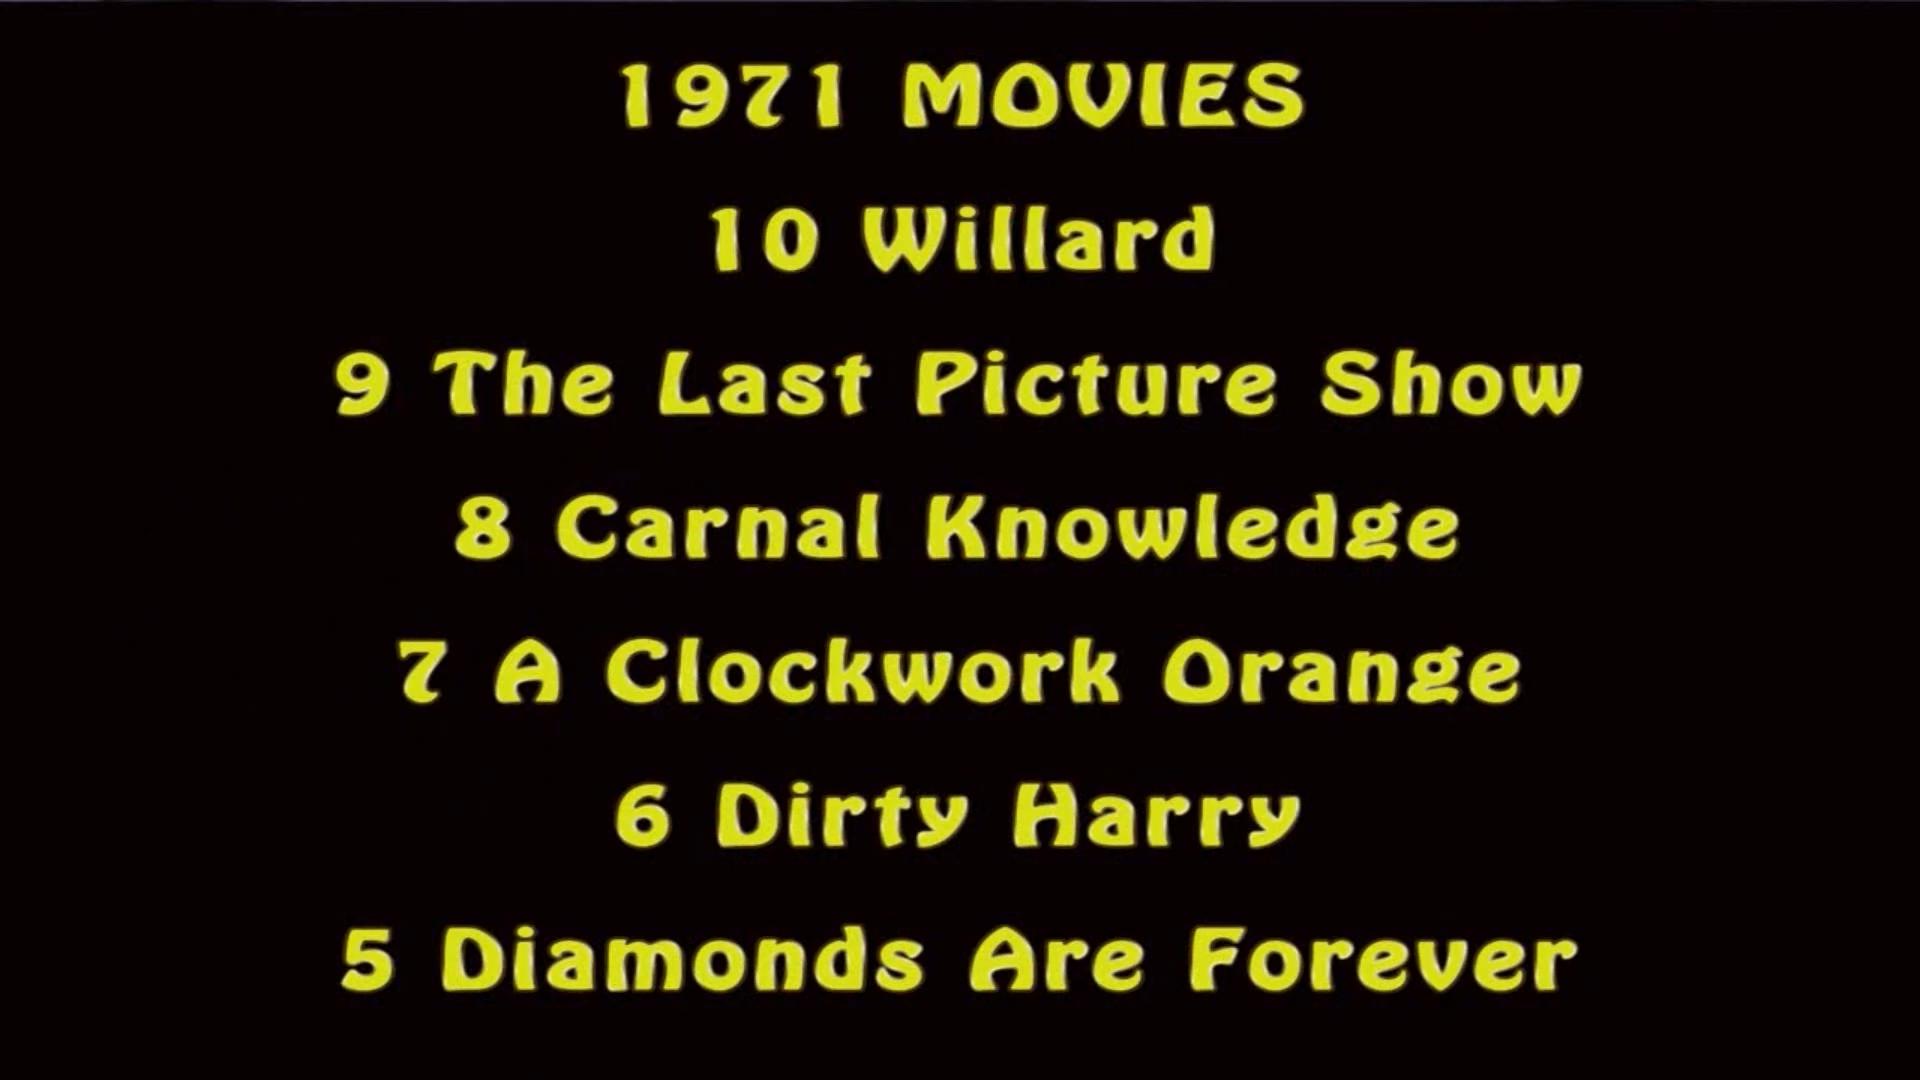 1971 MOVIES
10 Willard
9 The Last Picture Show
8 Carnal Knowledge
7 A Clockwork Orange
6 Dirty Harry
5 Diamonds Are Forever